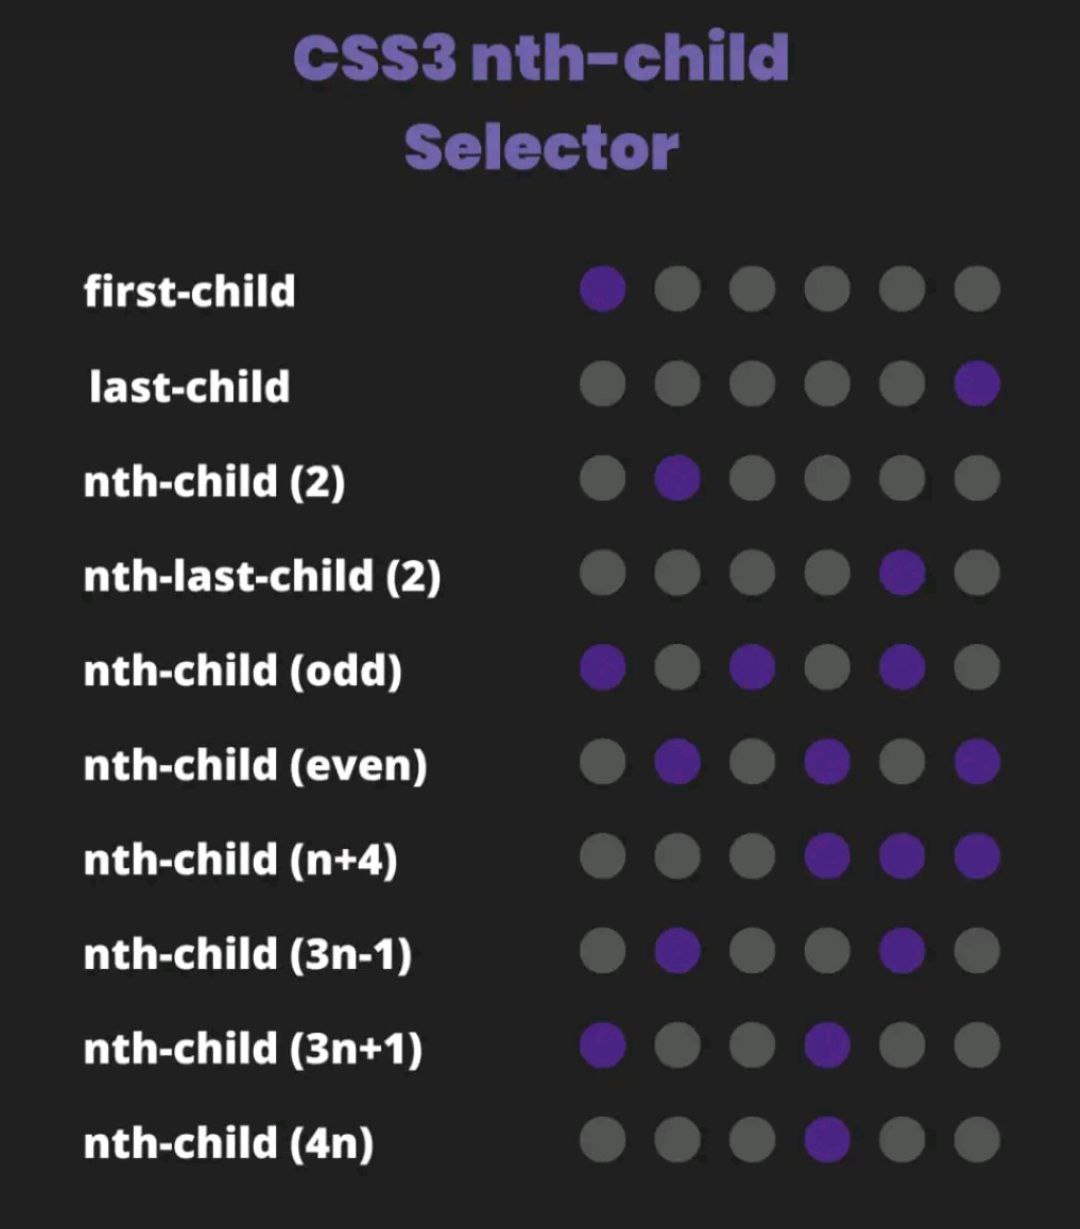 CSS3 nth-child
Selector
first-child
last-child
nth-child (2)
nth-last-child (2)
nth-child (odd)
nth-child (even)
nth-child (n+4)
nth-child (3n-1)
nth-child (3n+1)
nth-child (4n)